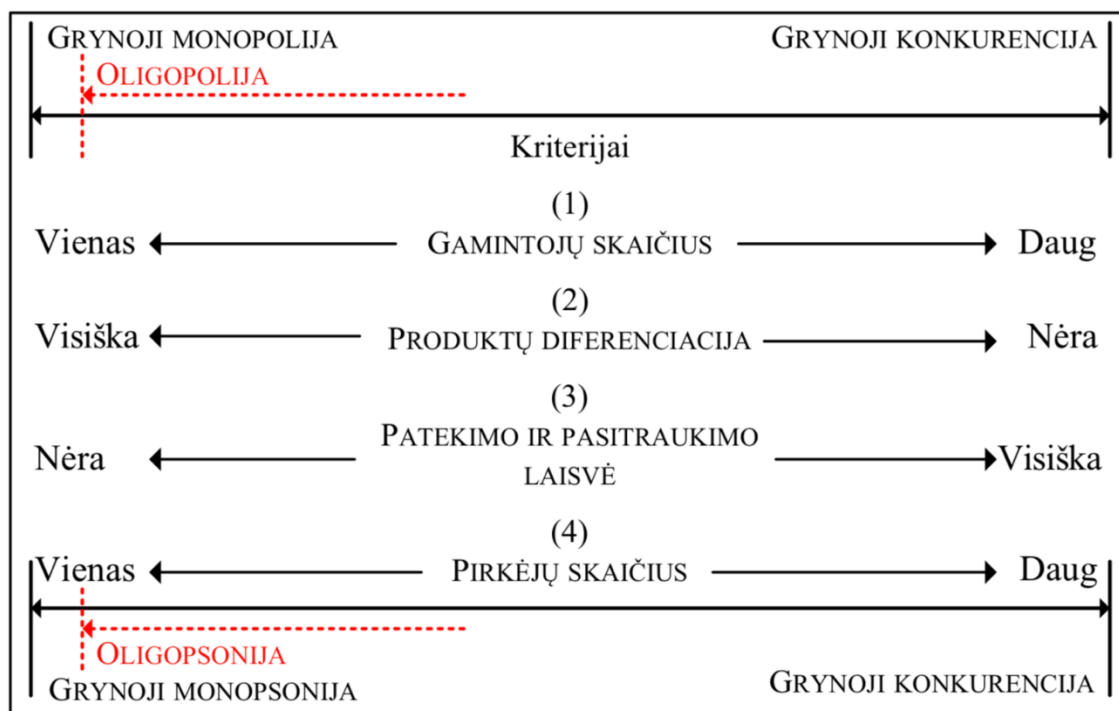 GRYNOJI MONOPOLIJA GRYNOJI KONKURENCIJA
OLIGOPOLIJA
Kriterijai
(1)
Vienas GAMINTOJŲ SKAIČIUS Daug
(2)
Visiška PRODUKTŲ DIFERENCIACIJA Nėra
(3)
PATEKIMO IR PASITRAUKIMO
Nėra LAISVĖ Visiška
(4)
Vienas PIRKĖJŲ SKAIČIUS Daug
OLIGOPSONIJA
GRYNOJI MONOPSONIJA GRYNOJI KONKURENCIJA